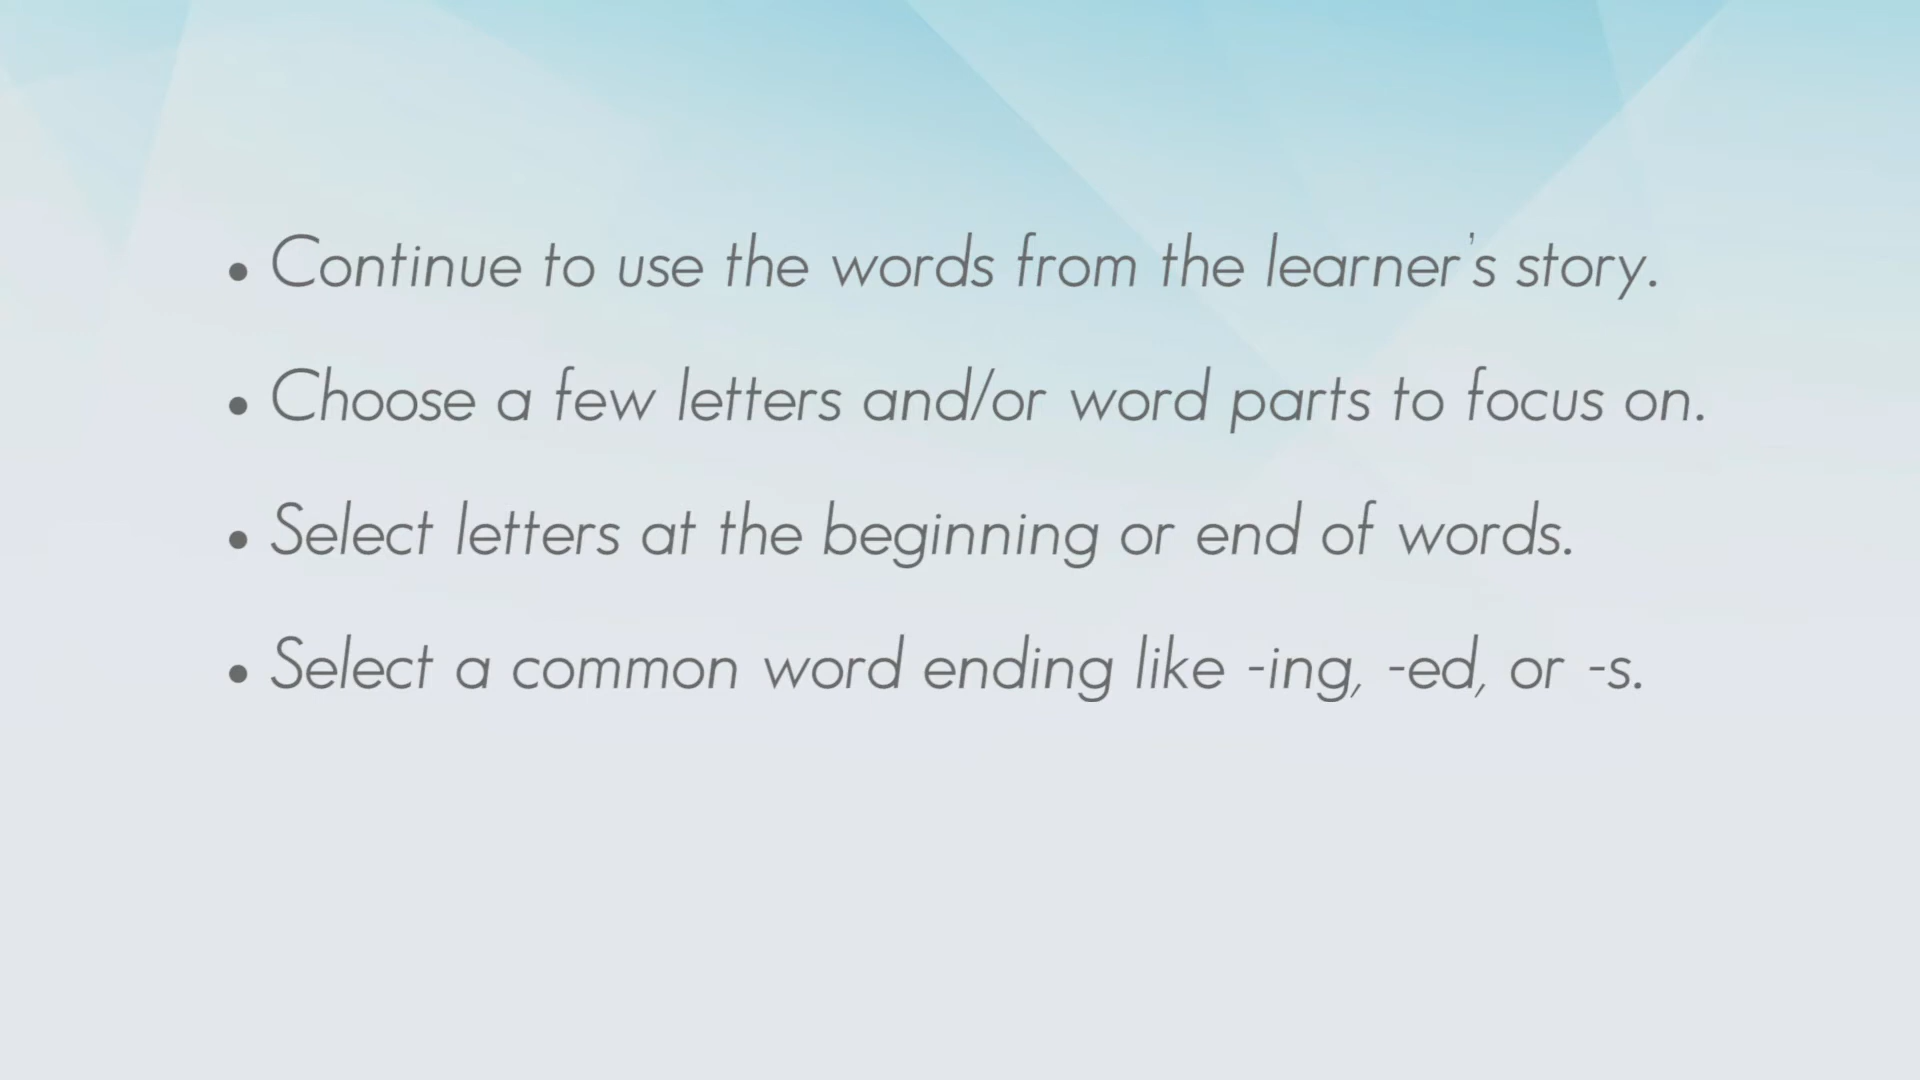 • Continue to use the words from the learner's story.
• Choose a few letters and/or word parts to focus on.
• Select letters at the beginning or end of words.
• Select a common word ending like -ing, -ed, or -s.